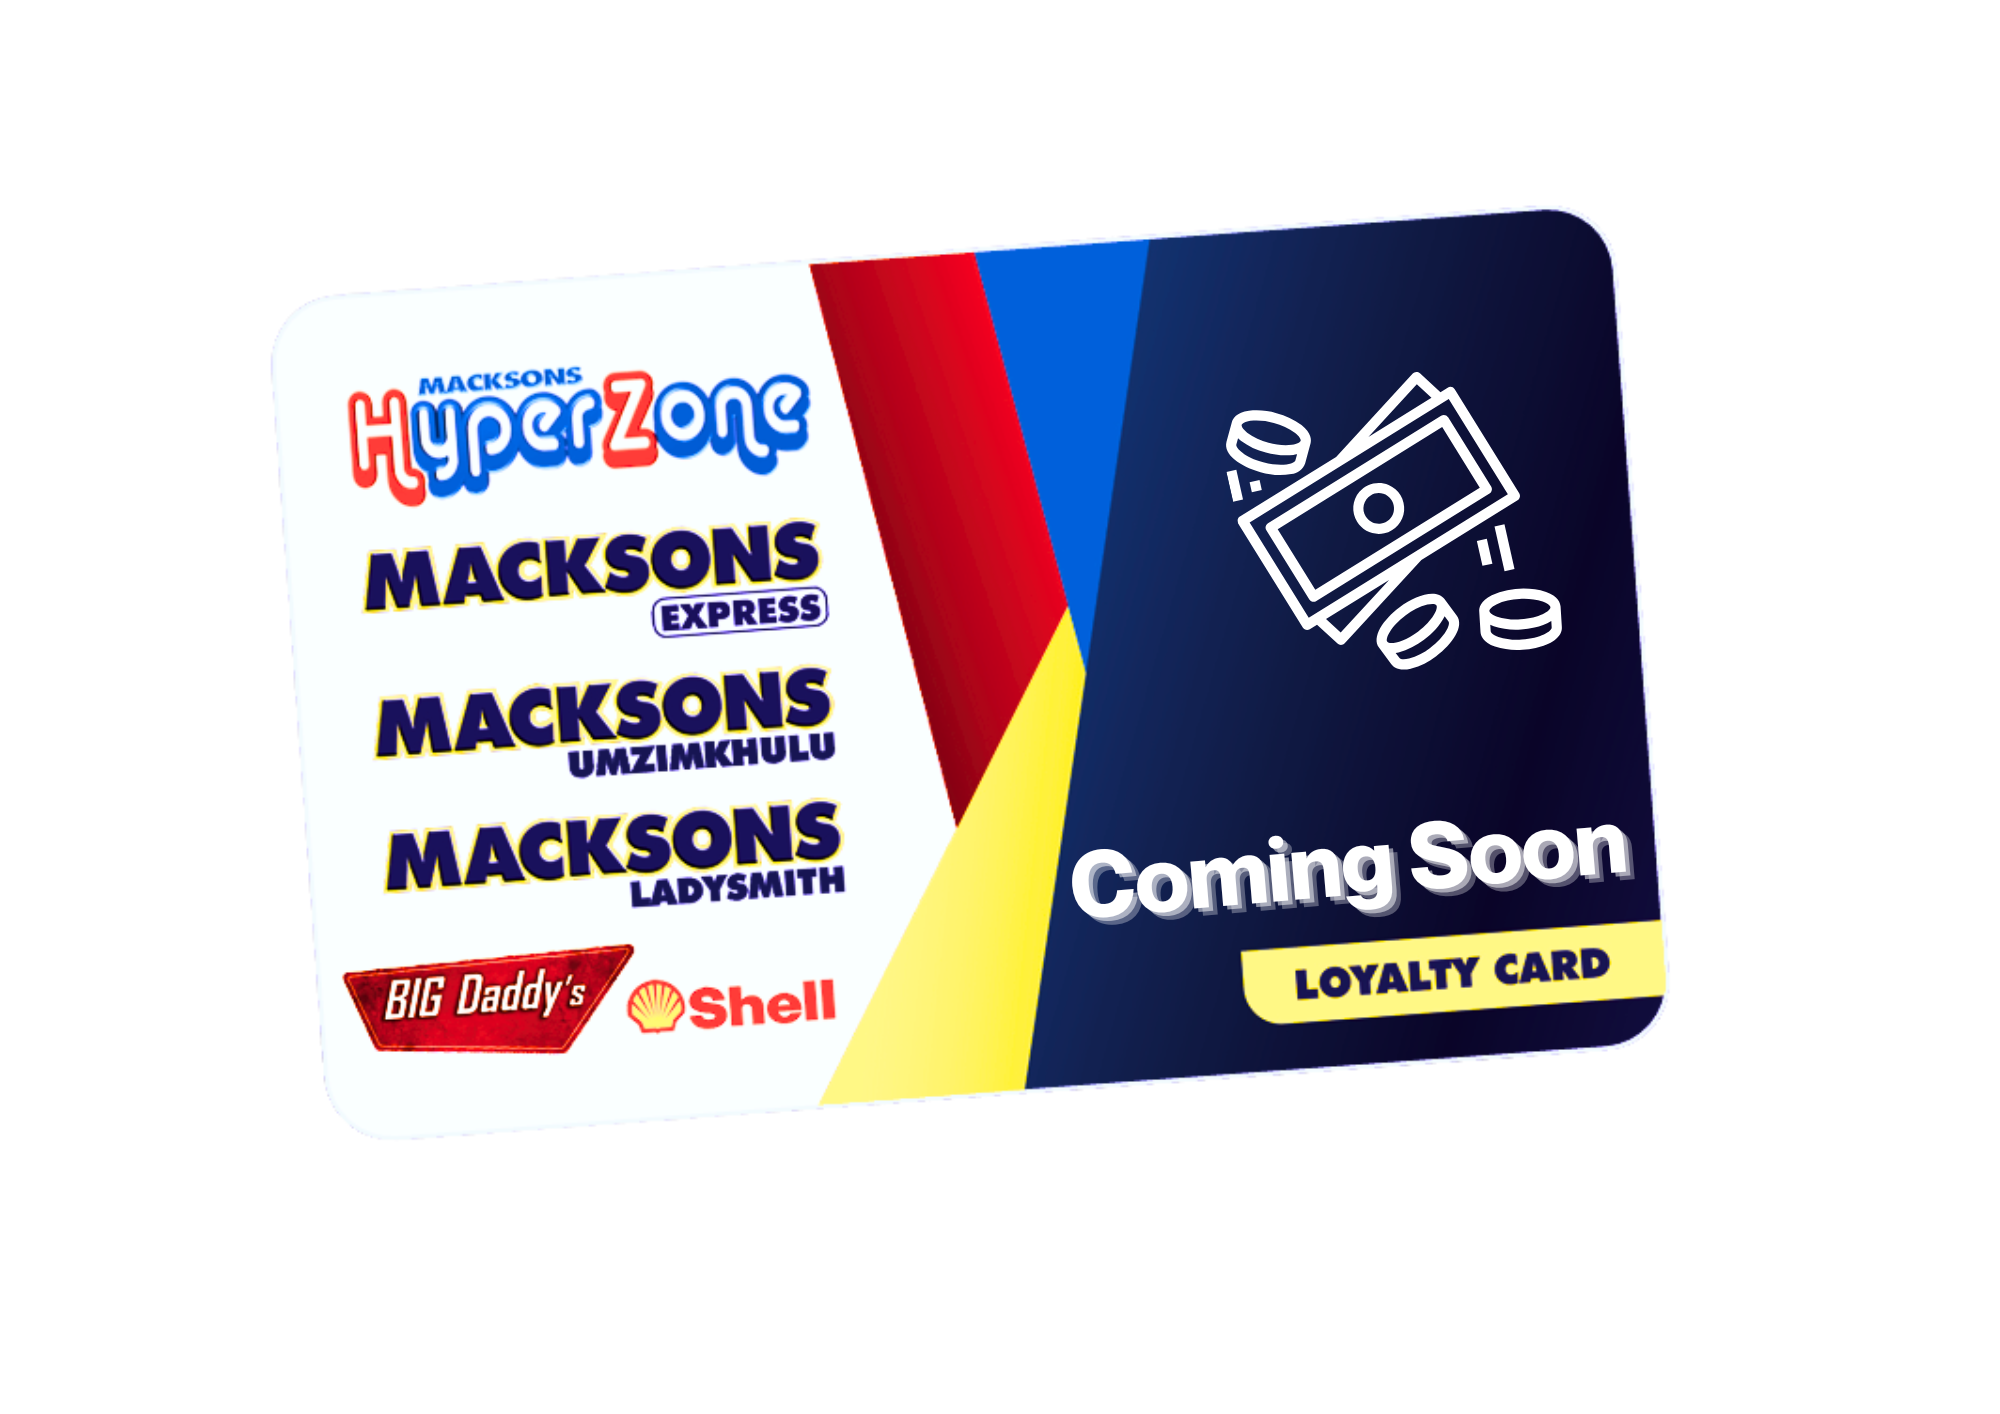 MACKSONS
HyperZone
MACKSONS
EXPRESS
MACKSONS
UMZIMKHULU
MACKSONS
LADYSMITH
BIG Daddy's
Shell
Coming Soon
LOYALTY CARD